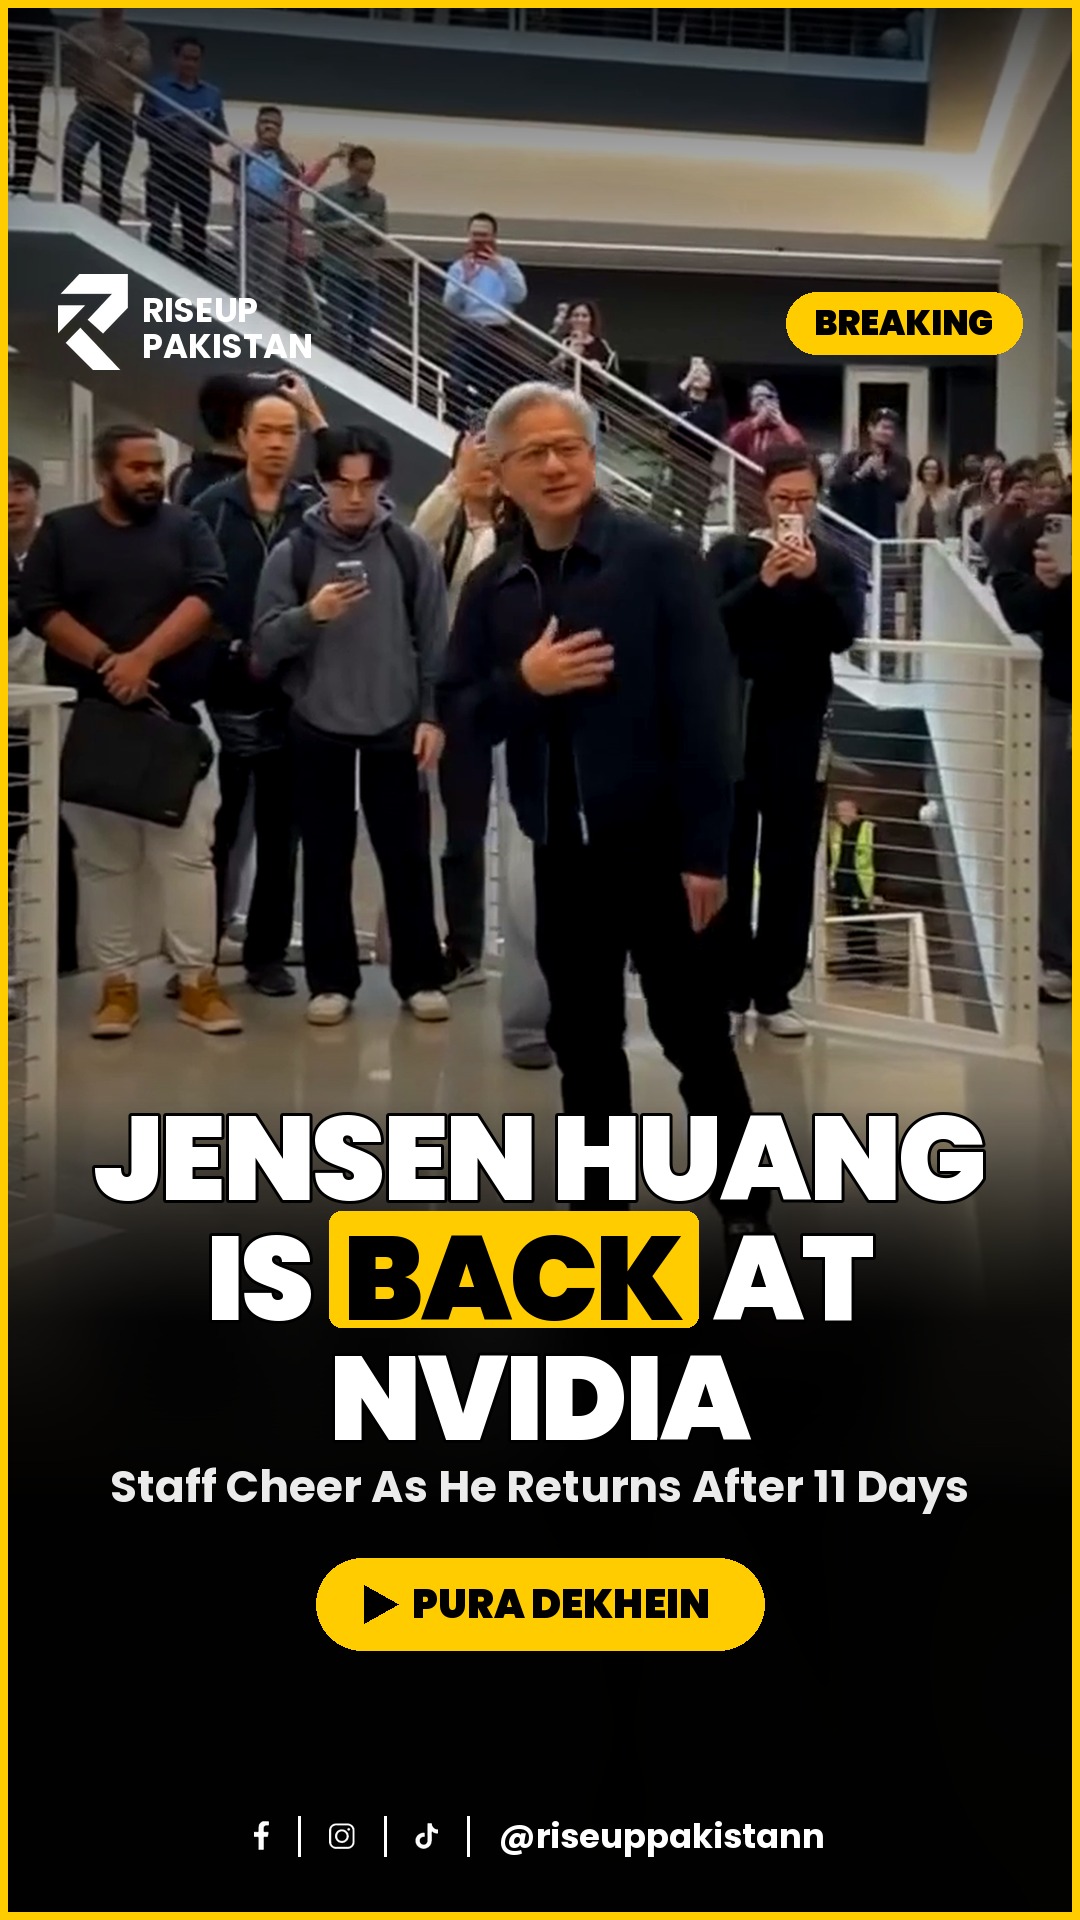 RISEUP
PAKISTAN
BREAKING
JENSEN HUANG
IS BACK AT
NVIDIA
Staff Cheer As He Returns After 11 Days
PURA DEKHEIN
@riseuppakistann